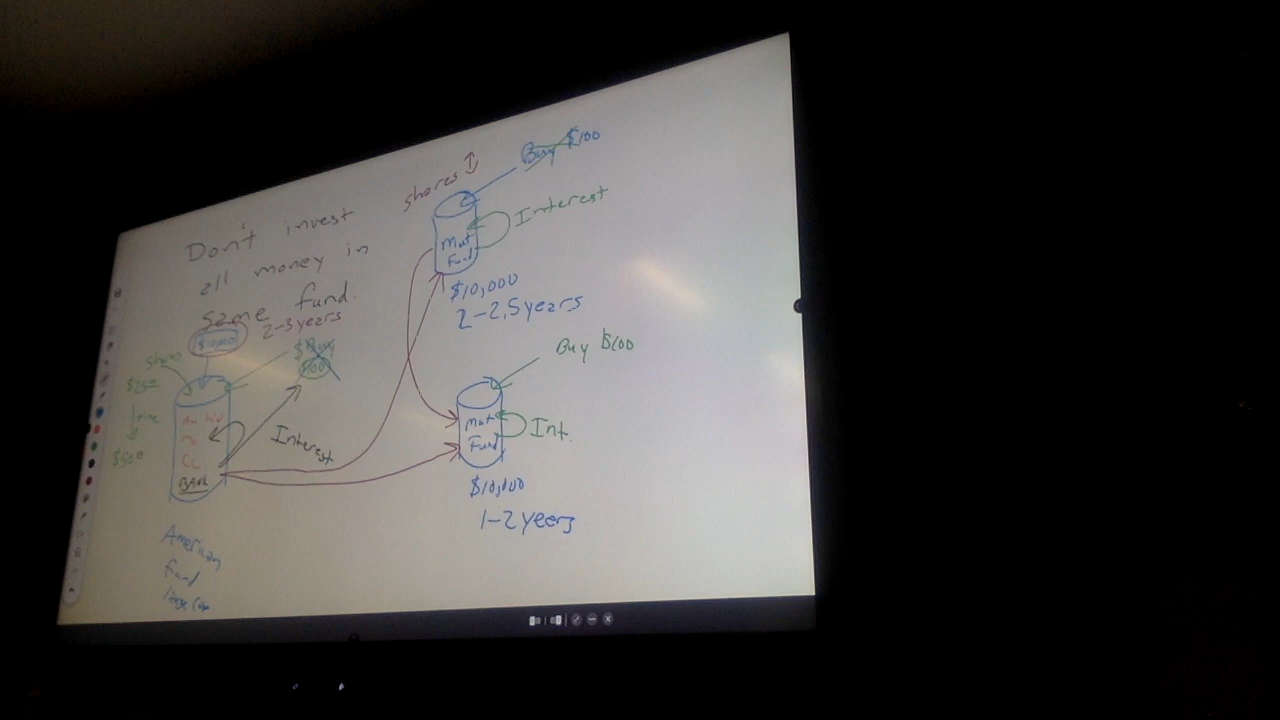 Don't invest
all money in
same fund.
2-3 years
$10,000
shares
Buy
$100
$25
$50
Interest
BANK
American
fund
shares
Buy $100
Interest
Mut
Fund
$10,000
2-2,5 years
Buy $100
Mut
Fund
Int.
$10,000
1-2 years